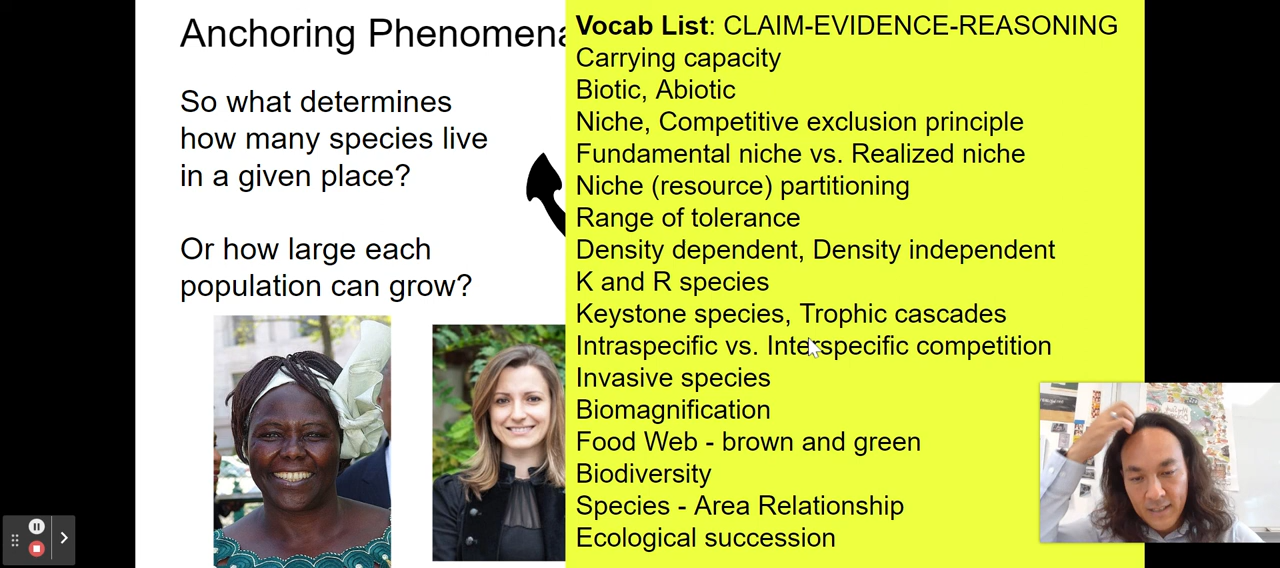 Anchoring Phenomena
So what determines
how many species live
in a given place?
Or how large each
population can grow?
Vocab List: CLAIM-EVIDENCE-REASONING
Carrying capacity
Biotic, Abiotic
Niche, Competitive exclusion principle
Fundamental niche vs. Realized niche
Niche (resource) partitioning
Range of tolerance
Density dependent, Density independent
K and R species
Keystone species, Trophic cascades
Intraspecific vs. Interspecific competition
Invasive species
Biomagnification
Food Web - brown and green
Biodiversity
Species - Area Relationship
Ecological succession